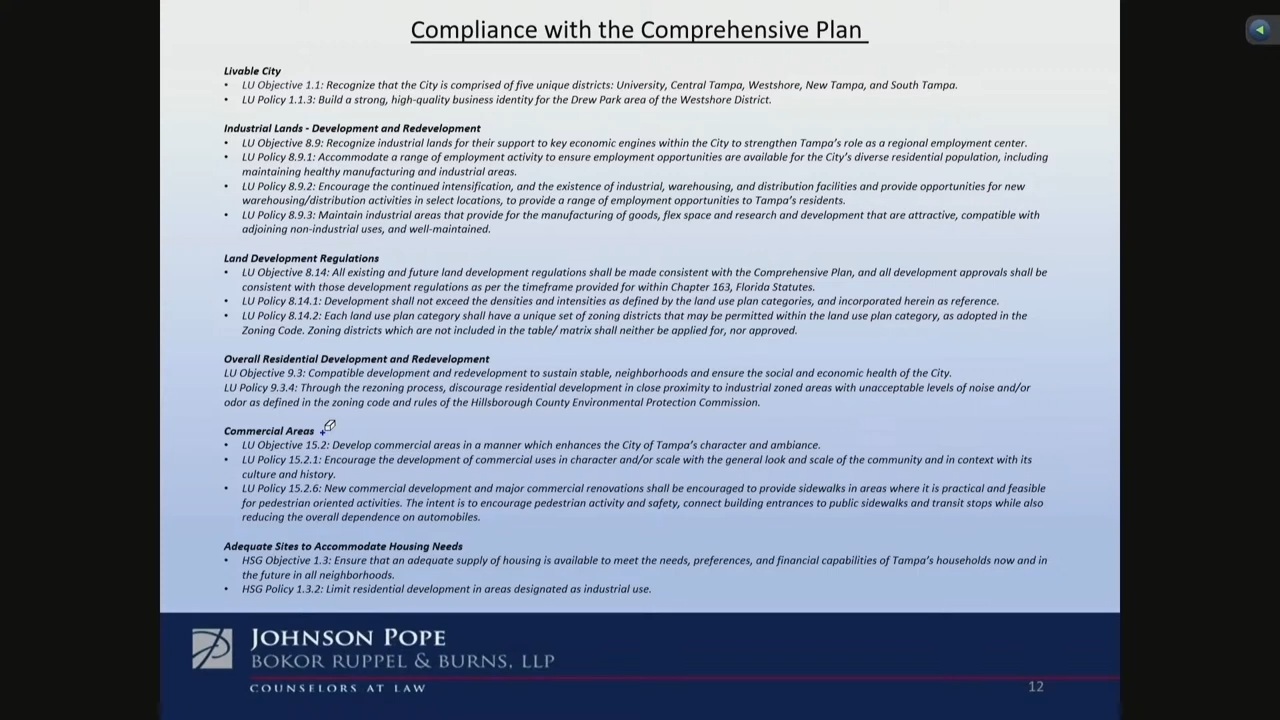 Compliance with the Comprehensive Plan
Livable City
• LU Objective 1.1: Recognize that the City is comprised of five unique districts: University, Central Tampa, Westshore, New Tampa, and South Tampa.
• LU Policy 1.1.3: Build a strong, high-quality business identity for the Drew Park area of the Westshore District.
Industrial Lands - Development and Redevelopment
• LU Objective 8.9: Recognize industrial lands for their support to key economic engines within the City to strengthen Tampa's role as a regional employment center.
• LU Policy 8.9.1: Accommodate a range of employment activity to ensure employment opportunities are available for the City's diverse residential population, including
maintaining healthy manufacturing and industrial areas.
• LU Policy 8.9.2: Encourage the continued intensification, and the existence of industrial, warehousing, and distribution facilities and provide opportunities for new
warehousing/distribution activities in select locations, to provide a range of employment opportunities to Tampa's residents.
• LU Policy 8.9.3: Maintain industrial areas that provide for the manufacturing of goods, flex space and research and development that are attractive, compatible with
adjoining non-industrial uses, and well-maintained.
Land Development Regulations
• LU Objective 8.14: All existing and future land development regulations shall be made consistent with the Comprehensive Plan, and all development approvals shall be
consistent with those development regulations as per the timeframe provided for within Chapter 163, Florida Statutes.
• LU Policy 8.14.1: Development shall not exceed the densities and intensities as defined by the land use plan categories, and incorporated herein as reference.
• LU Policy 8.14.2: Each land use plan category shall have a unique set of zoning districts that may be permitted within the land use plan category, as adopted in the
Zoning Code. Zoning districts which are not included in the table/ matrix shall neither be applied for, nor approved.
Overall Residential Development and Redevelopment
LU Objective 9.3: Compatible development and redevelopment to sustain stable, neighborhoods and ensure the social and economic health of the City.
LU Policy 9.3.4: Through the rezoning process, discourage residential development in close proximity to industrial zoned areas with unacceptable levels of noise and/or
odor as defined in the zoning code and rules of the Hillsborough County Environmental Protection Commission.
Commercial Areas
• LU Objective 15.2: Develop commercial areas in a manner which enhances the City of Tampa's character and ambiance.
• LU Policy 15.2.1: Encourage the development of commercial uses in character and/or scale with the general look and scale of the community and in context with its
culture and history.
• LU Policy 15.2.6: New commercial development and major commercial renovations shall be encouraged to provide sidewalks in areas where it is practical and feasible
for pedestrian oriented activities. The intent is to encourage pedestrian activity and safety, connect building entrances to public sidewalks and transit stops while also
reducing the overall dependence on automobiles.
Adequate Sites to Accommodate Housing Needs
• HSG Objective 1.3: Ensure that an adequate supply of housing is available to meet the needs, preferences, and financial capabilities of Tampa's households now and in
the future in all neighborhoods.
• HSG Policy 1.3.2: Limit residential development in areas designated as industrial use.
JOHNSON POPE
BOKOR RUPPEL & BURNS, LLP
COUNSELORS AT LAW
12